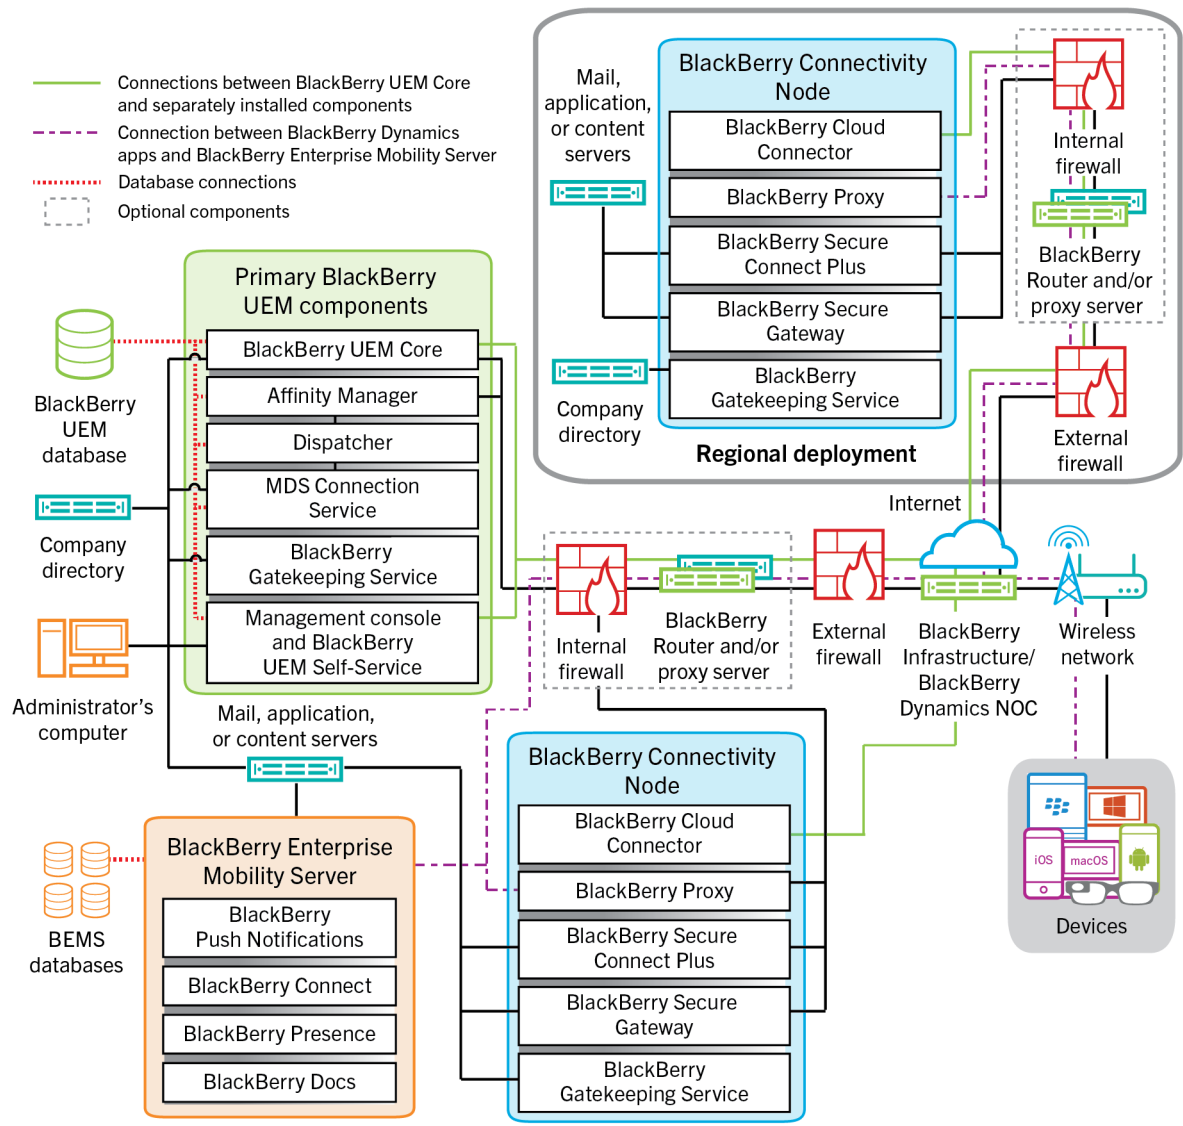 Connections between BlackBerry UEM Core
and separately installed components
Connection between BlackBerry Dynamics
apps and BlackBerry Enterprise Mobility Server
Database connections
Optional components
Mail,
application,
or content
servers
Company
directory
BlackBerry Connectivity
Node
BlackBerry Cloud
Connector
BlackBerry Proxy
BlackBerry Secure
Connect Plus
BlackBerry Secure
Gateway
BlackBerry
Gatekeeping Service
Regional deployment
Internal
firewall
BlackBerry
Router and/or
proxy server
External
firewall
BlackBerry
UEM
database
Company
directory
Administrator's
computer
Primary BlackBerry
UEM components
BlackBerry UEM Core
Affinity Manager
Dispatcher
MDS Connection
Service
BlackBerry
Gatekeeping Service
Management console
and BlackBerry
UEM Self-Service
Internal
firewall
BlackBerry
Router and/or
proxy server
External
firewall
Internet
BlackBerry
Infrastructure/
BlackBerry
Dynamics NOC
Wireless
network
Mail, application,
or content servers
BEMS
databases
BlackBerry Enterprise
Mobility Server
BlackBerry
Push Notifications
BlackBerry Connect
BlackBerry Presence
BlackBerry Docs
BlackBerry Connectivity
Node
BlackBerry Cloud
Connector
BlackBerry Proxy
BlackBerry Secure
Connect Plus
BlackBerry Secure
Gateway
BlackBerry
Gatekeeping Service
iOS
macOS
Devices